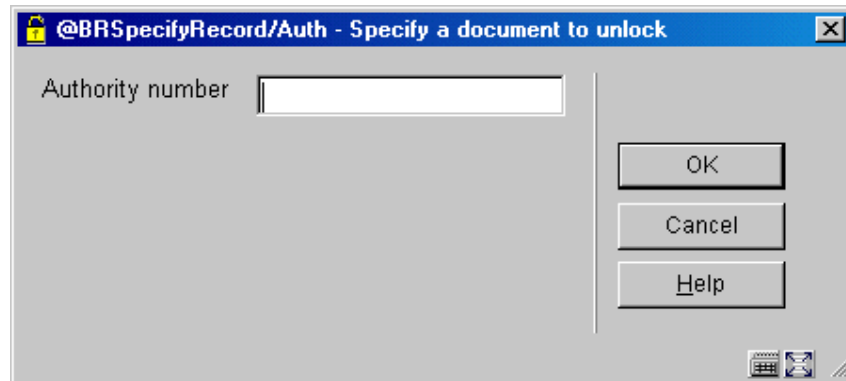 @BRSpecifyRecord/Auth - Specify a document to unlock
Authority number
OK
Cancel
Help